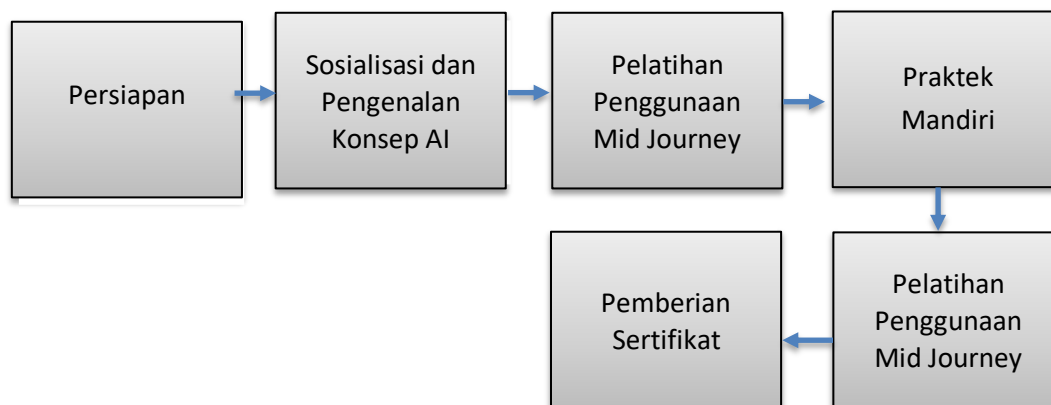 Persiapan
Sosialisasi dan
Pengenalan
Konsep AI
Pelatihan
Penggunaan
Mid Journey
Praktek
Mandiri
Pelatihan
Penggunaan
Mid Journey
Pemberian
Sertifikat